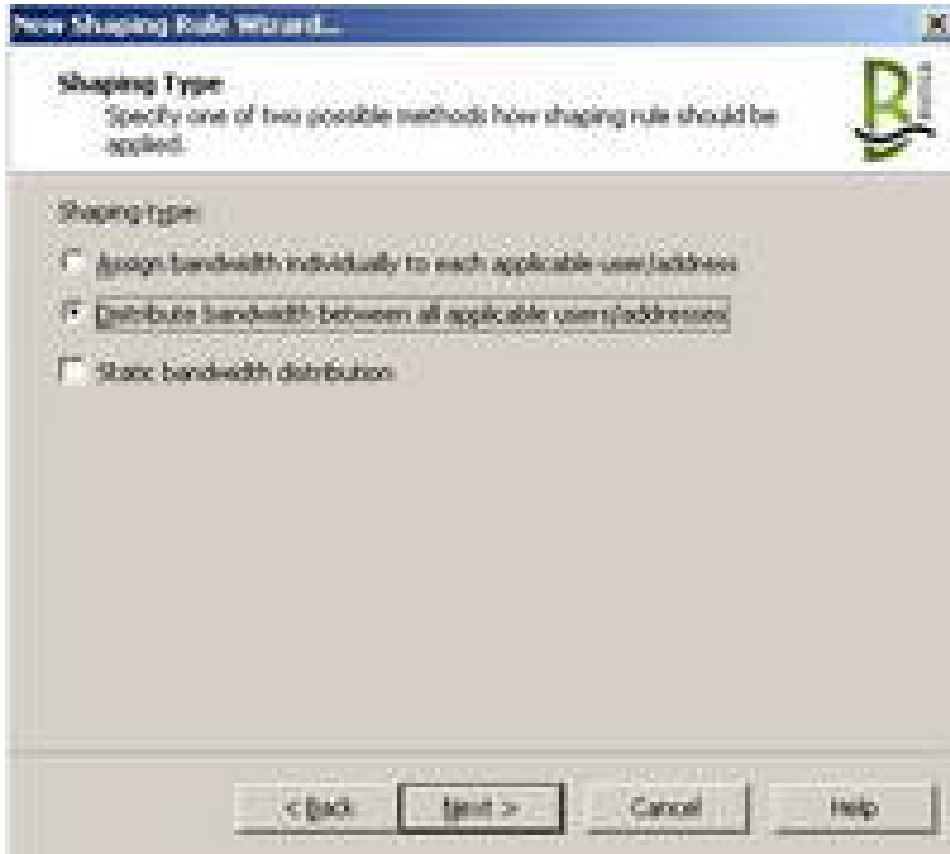 New Shaping Rule Wizard...
Shaping Type
Specify one of two possible methods how shaping rule should be
applied.
Shaping type:
Assign bandwidth individually to each applicable user/address
Distribute bandwidth between all applicable users/addresses
Static bandwidth distribution
< Back
Next >
Cancel
Help